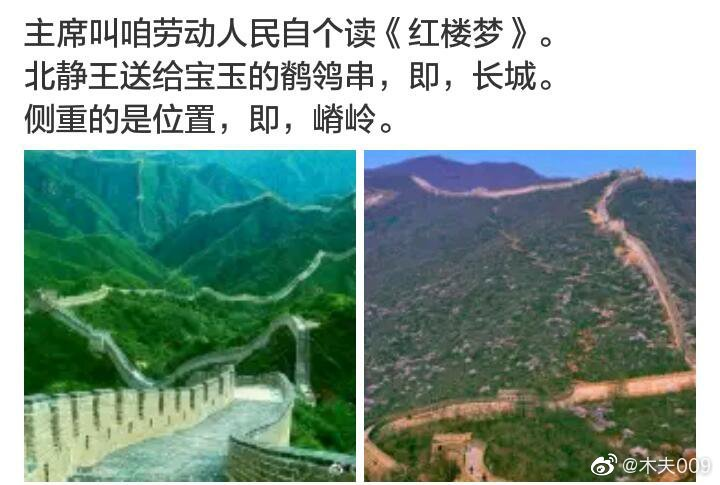 主席叫咱劳动人民自个读《红楼梦》。
北静王送给宝玉的鹡鸰串，即，长城。
侧重的是位置，即，嵴岭。
@木夫009